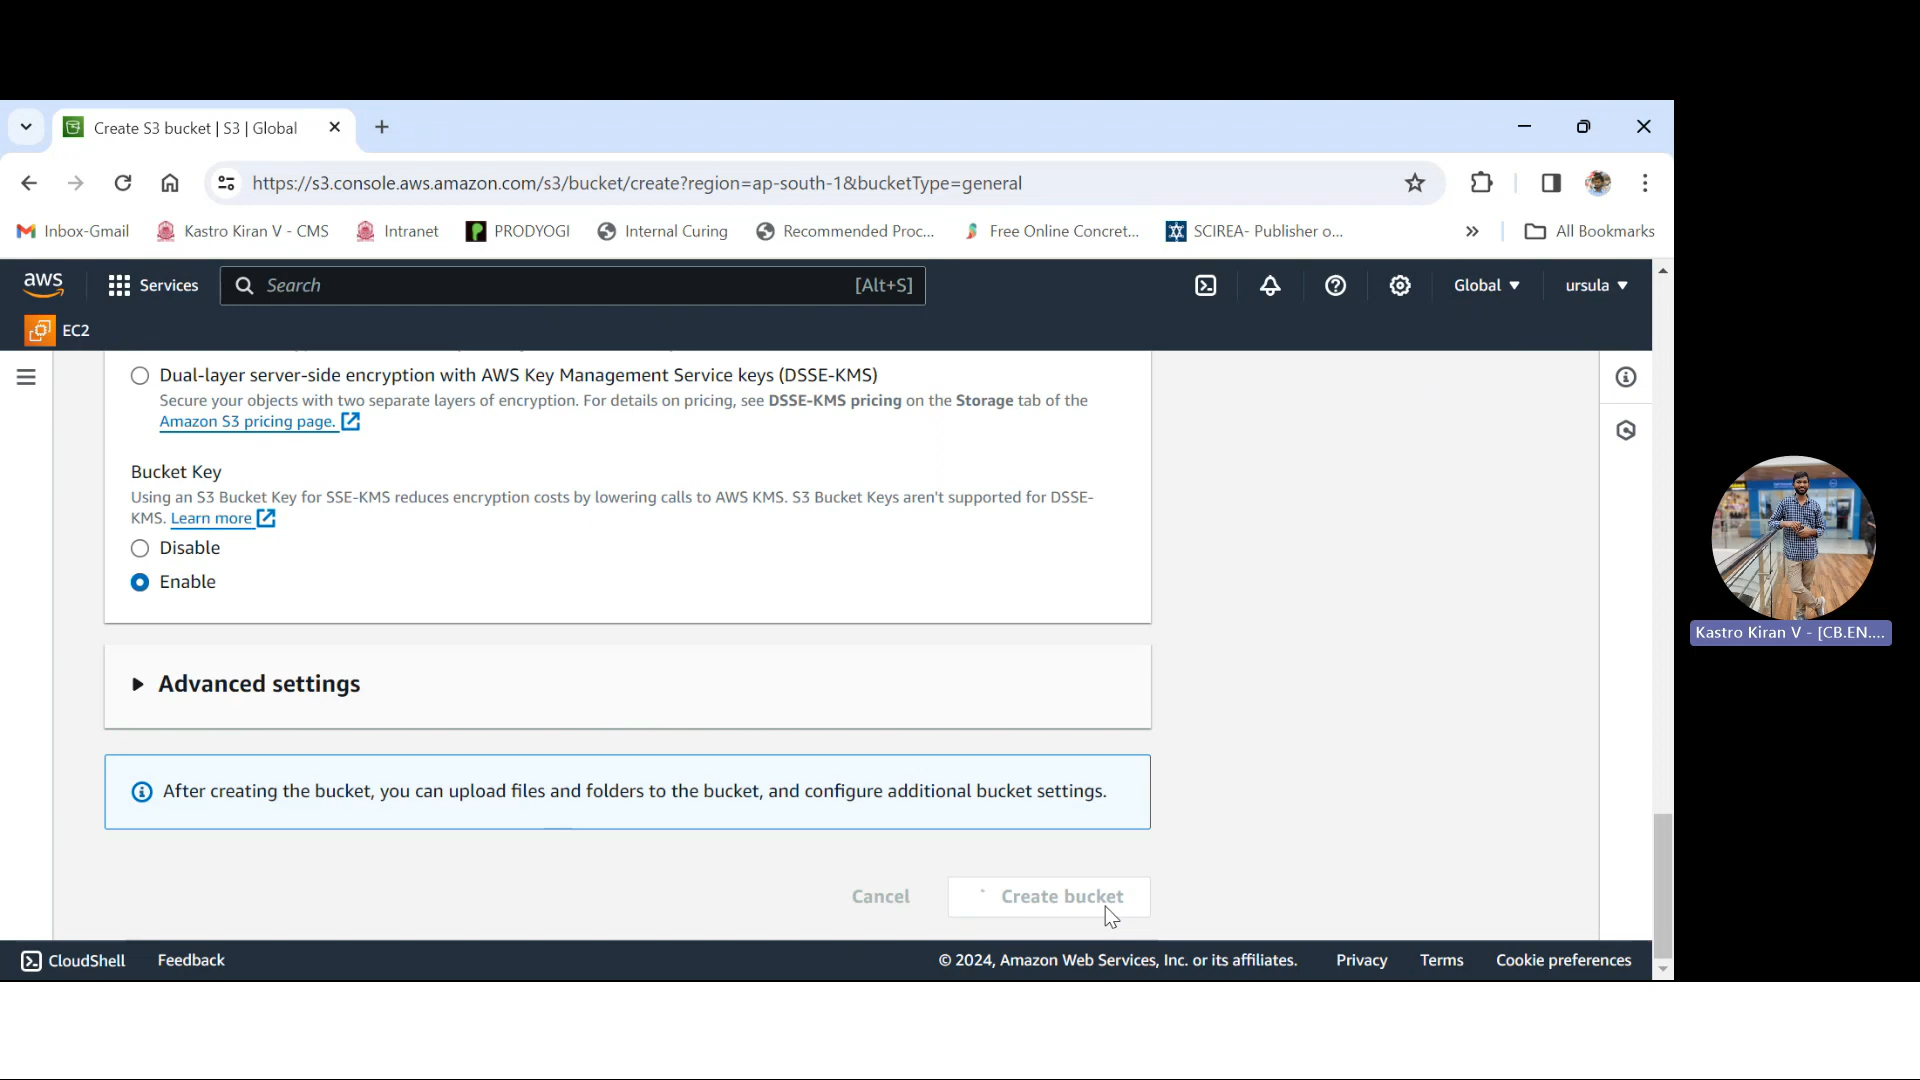 Create S3 bucket | S3 | Global
https://s3.console.aws.amazon.com/s3/bucket/create?region=ap-south-1&bucketType=general
Inbox-Gmail Kastro Kiran V - CMS Intranet PRODYOGI Internal Curing Recommended Proc... Free Online Concret... SCIREA- Publisher o... » All Bookmarks
aws Services Search [Alt+S] Global ursula
EC2
Dual-layer server-side encryption with AWS Key Management Service keys (DSSE-KMS)
Secure your objects with two separate layers of encryption. For details on pricing, see DSSE-KMS pricing on the Storage tab of the
Amazon S3 pricing page.
Bucket Key
Using an S3 Bucket Key for SSE-KMS reduces encryption costs by lowering calls to AWS KMS. S3 Bucket Keys aren't supported for DSSE-
KMS. Learn more
Disable
Enable
Kastro Kiran V - [CB.EN....
Advanced settings
After creating the bucket, you can upload files and folders to the bucket, and configure additional bucket settings.
Cancel Create bucket
CloudShell Feedback © 2024, Amazon Web Services, Inc. or its affiliates. Privacy Terms Cookie preferences